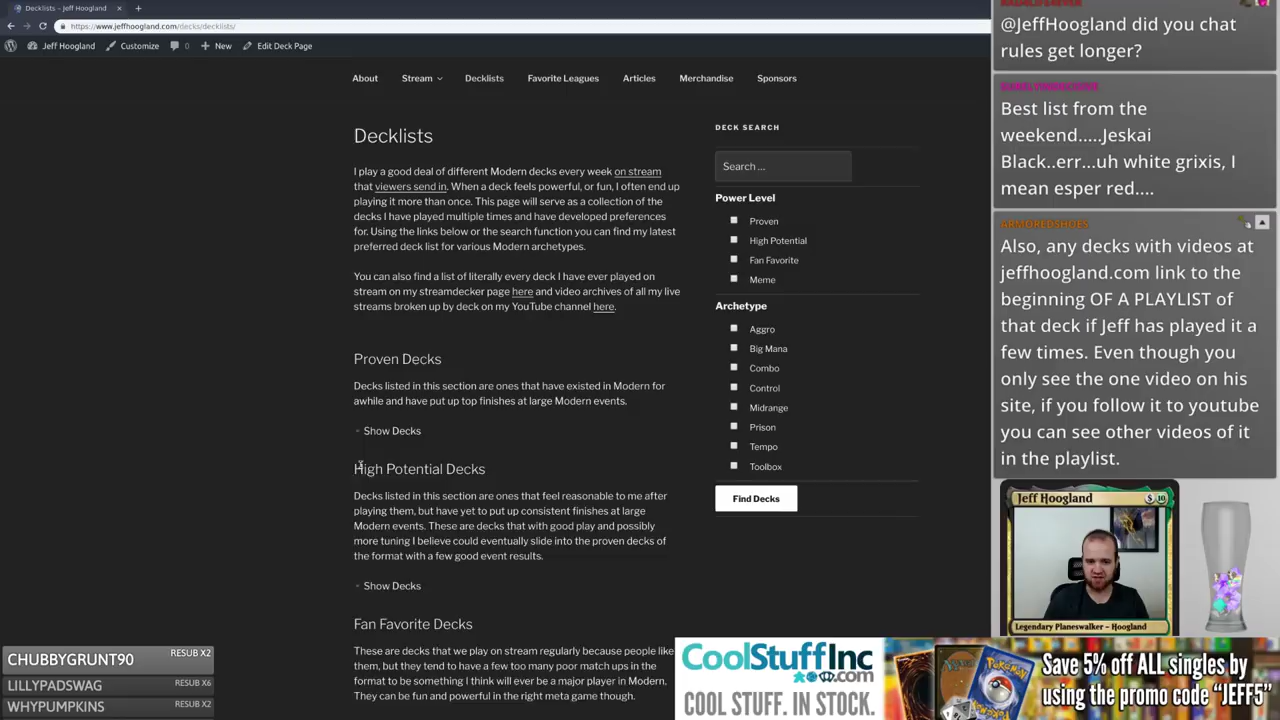 Decklists – Jeff Hoogland
https://www.jeffhoogland.com/decks/decklists/
Jeff Hoogland
Customize
0
New
Edit Deck Page
About
Stream
Decklists
Favorite Leagues
Articles
Merchandise
Sponsors
Decklists
I play a good deal of different Modern decks every week on stream
that viewers send in. When a deck feels powerful, or fun, I often end up
playing it more than once. This page will serve as a collection of the
decks I have played multiple times and have developed preferences
for. Using the links below or the search function you can find my latest
preferred deck list for various Modern archetypes.
You can also find a list of literally every deck I have ever played on
stream on my streamdecker page here and video archives of all my live
streams broken up by deck on my YouTube channel here.
Proven Decks
Decks listed in this section are ones that have existed in Modern for
awhile and have put up top finishes at large Modern events.
Show Decks
High Potential Decks
Decks listed in this section are ones that feel reasonable to me after
playing them, but have yet to put up consistent finishes at large
Modern events. These are decks that with good play and possibly
more tuning I believe could eventually slide into the proven decks of
the format with a few good event results.
Show Decks
Fan Favorite Decks
These are decks that we play on stream regularly because people like
them, but they tend to have a few too many poor match ups in the
format to be something I think will ever be a major player in Modern.
They can be fun and powerful in the right meta game though.
DECK SEARCH
Search …
Power Level
Proven
High Potential
Fan Favorite
Meme
Archetype
Aggro
Big Mana
Combo
Control
Midrange
Prison
Tempo
Toolbox
Find Decks
@JeffHoogland did you chat
rules get longer?
Best list from the
weekend.....Jeskai
Black..err...uh white grixis, I
mean esper red....
Also, any decks with videos at
jeffhoogland.com link to the
beginning OF A PLAYLIST of
that deck if Jeff has played it a
few times. Even though you
only see the one video on his
site, if you follow it to youtube
you can see other videos of it
in the playlist.
Jeff Hoogland
10
Legendary Planeswalker – Hoogland
CHUBBYGRUNT90
RESUB X2
LILLYPADSWAG
RESUB X6
WHYPUMPKINS
RESUB X2
CoolStuffInc
.com
COOL STUFF. IN STOCK.
Pokémon
Save 5% off ALL singles by
using the promo code “JEFF5”